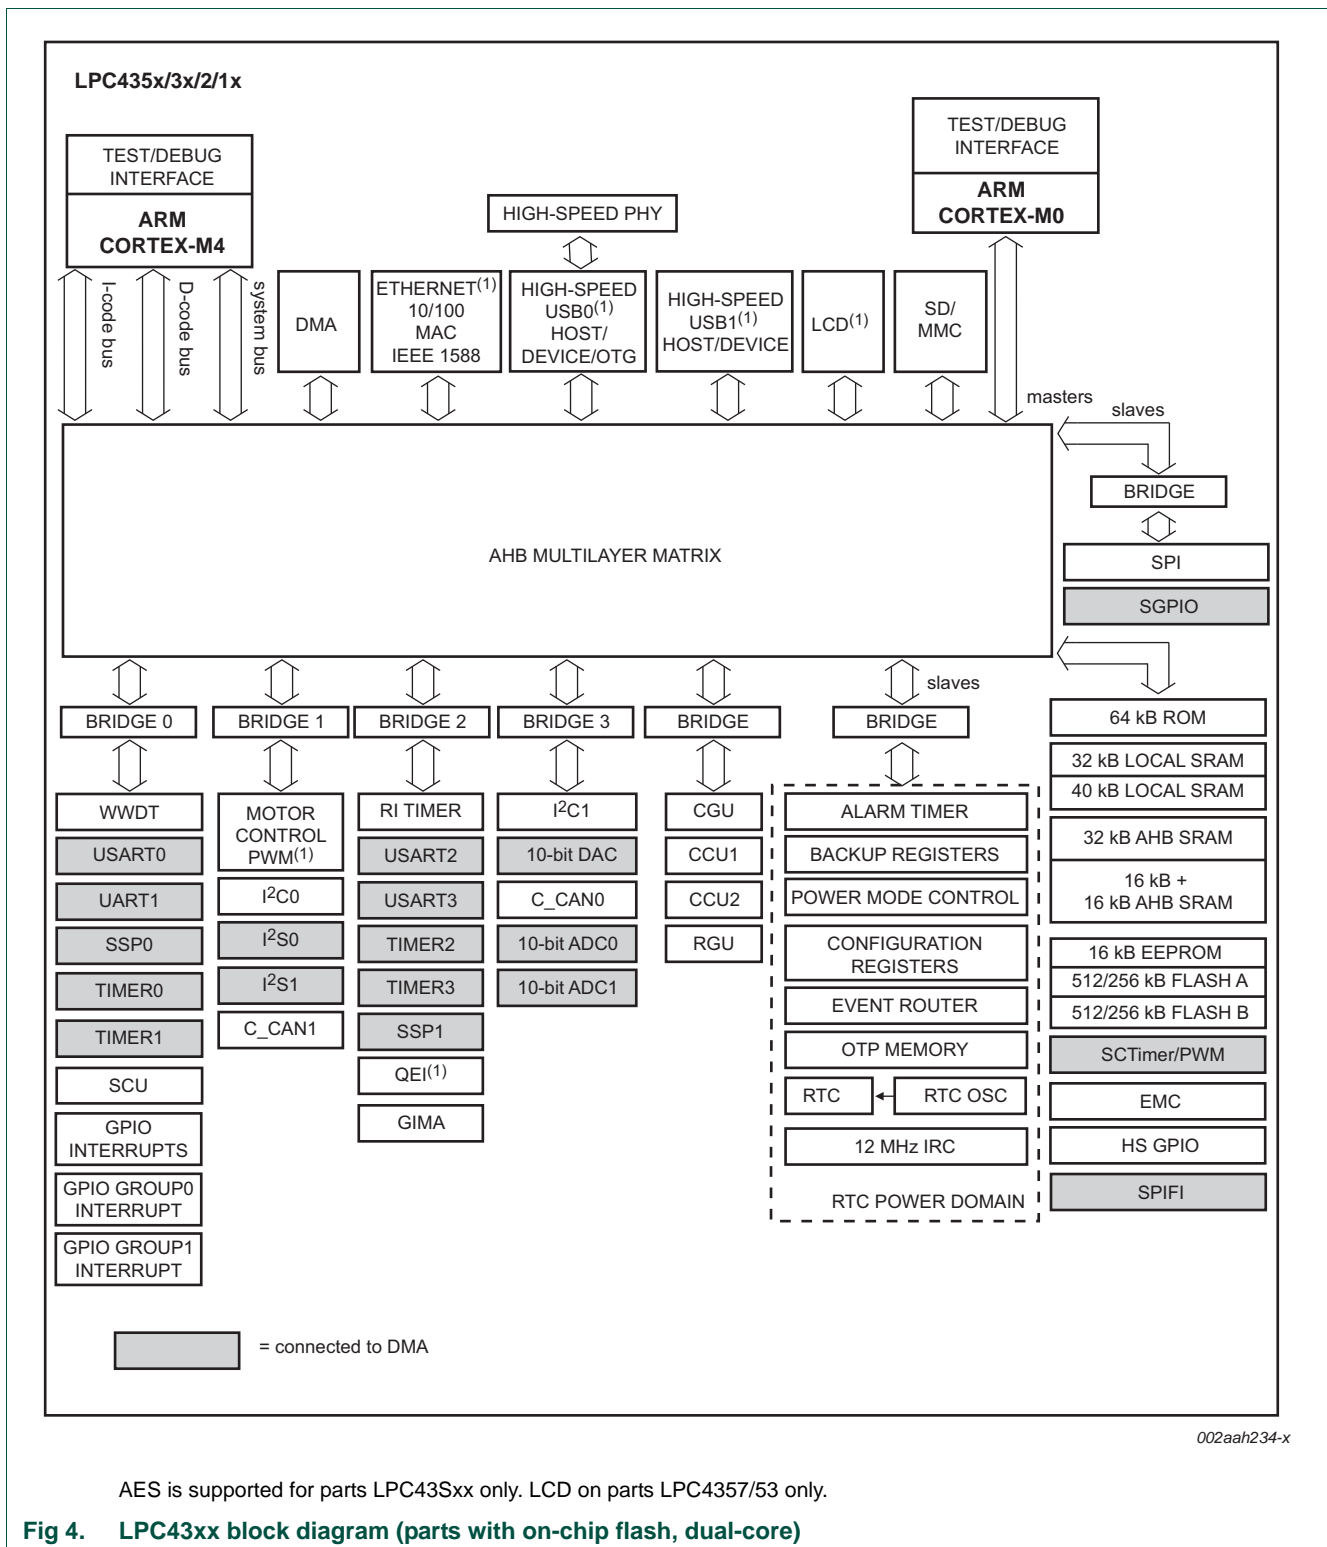 LPC435x/3x/2/1x
TEST/DEBUG
INTERFACE
ARM
CORTEX-M4
TEST/DEBUG
INTERFACE
ARM
CORTEX-M0
HIGH-SPEED PHY
I-code bus
D-code bus
system bus
DMA
ETHERNET(1)
10/100
MAC
IEEE 1588
HIGH-SPEED
USB0(1)
HOST/
DEVICE/OTG
HIGH-SPEED
USB1(1)
HOST/DEVICE
LCD(1)
SD/
MMC
masters
slaves
BRIDGE
SPI
SGPIO
AHB MULTILAYER MATRIX
slaves
BRIDGE 0
BRIDGE 1
BRIDGE 2
BRIDGE 3
BRIDGE
BRIDGE
WWDT
USART0
UART1
SSP0
TIMER0
TIMER1
SCU
GPIO
INTERRUPTS
GPIO GROUP0
INTERRUPT
GPIO GROUP1
INTERRUPT
MOTOR
CONTROL
PWM(1)
I2C0
I2S0
I2S1
C_CAN1
RI TIMER
USART2
USART3
TIMER2
TIMER3
SSP1
QEI(1)
GIMA
I2C1
10-bit DAC
C_CAN0
10-bit ADC0
10-bit ADC1
CGU
CCU1
CCU2
RGU
ALARM TIMER
BACKUP REGISTERS
POWER MODE CONTROL
CONFIGURATION
REGISTERS
EVENT ROUTER
OTP MEMORY
RTC
RTC OSC
12 MHz IRC
RTC POWER DOMAIN
64 kB ROM
32 kB LOCAL SRAM
40 kB LOCAL SRAM
32 kB AHB SRAM
16 kB +
16 kB AHB SRAM
16 kB EEPROM
512/256 kB FLASH A
512/256 kB FLASH B
SCTimer/PWM
EMC
HS GPIO
SPIFI
= connected to DMA
002aah234-x
AES is supported for parts LPC43Sxx only. LCD on parts LPC4357/53 only.
Fig 4. LPC43xx block diagram (parts with on-chip flash, dual-core)